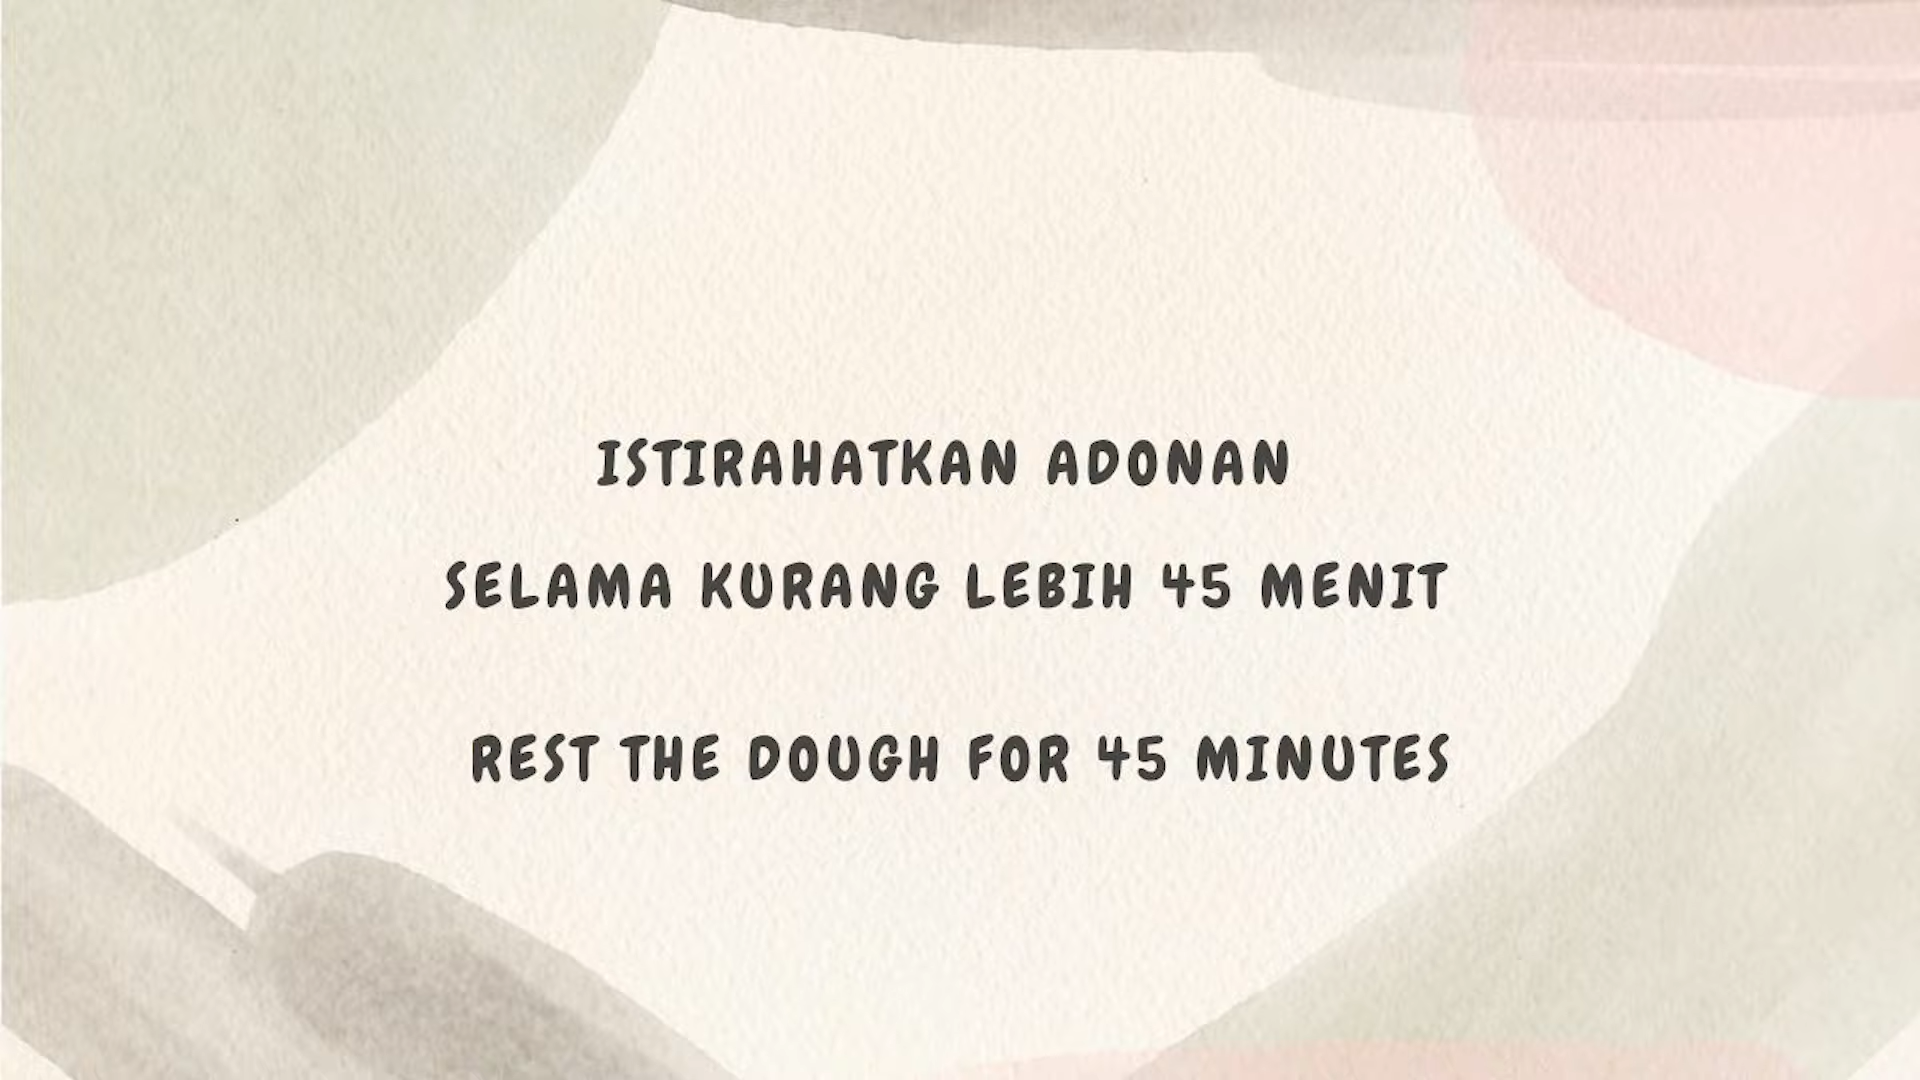 ISTIRAHATKAN ADONAN
SELAMA KURANG LEBIH 45 MENIT
REST THE DOUGH FOR 45 MINUTES